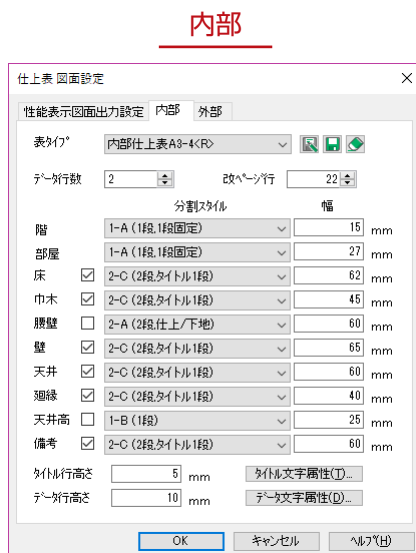 内部
仕上表 図面設定
性能表示図面出力設定 内部 外部
表ﾀｲﾌﾟ 内部仕上表A3-4<R>
ﾃﾞｰﾀ行数 2 改ﾍﾟｰｼﾞ行 22
分割ｽﾀｲﾙ 幅
階 1-A (1段,1段固定) 15 mm
部屋 1-A (1段,1段固定) 27 mm
床 2-C (2段,ﾀｲﾄﾙ1段) 62 mm
巾木 2-C (2段,ﾀｲﾄﾙ1段) 45 mm
腰壁 2-A (2段,仕上/下地) 60 mm
壁 2-C (2段,ﾀｲﾄﾙ1段) 65 mm
天井 2-C (2段,ﾀｲﾄﾙ1段) 60 mm
廻縁 2-C (2段,ﾀｲﾄﾙ1段) 40 mm
天井高 1-B (1段) 25 mm
備考 2-C (2段,ﾀｲﾄﾙ1段) 60 mm
ﾀｲﾄﾙ行高さ 5 mm ﾀｲﾄﾙ文字属性(T)...
ﾃﾞｰﾀ行高さ 10 mm ﾃﾞｰﾀ文字属性(D)...
OK ｷｬﾝｾﾙ ﾍﾙﾌﾟ(H)